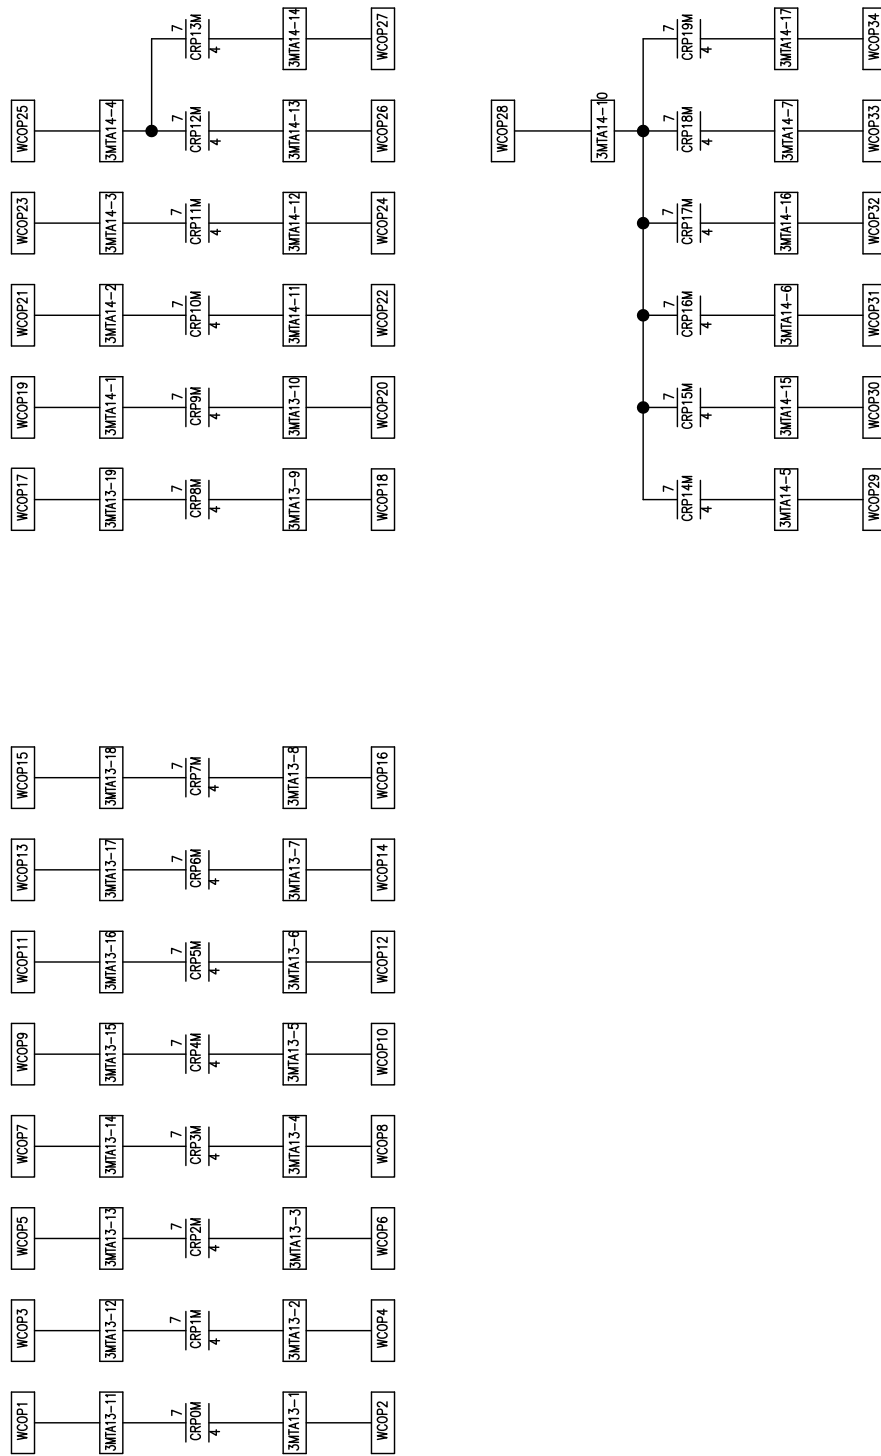 7
CRP13M 3MTA14-14 WCOP27
4
7
CRP19M 3MTA14-17 WCOP34
4
7
WCOP25 3MTA14-4 CRP12M 3MTA14-13 WCOP26
4
7
WCOP28 3MTA14-10 CRP18M 3MTA14-7 WCOP33
4
7
WCOP23 3MTA14-3 CRP11M 3MTA14-12 WCOP24
4
7
CRP17M 3MTA14-16 WCOP32
4
7
WCOP21 3MTA14-2 CRP10M 3MTA14-11 WCOP22
4
7
CRP16M 3MTA14-6 WCOP31
4
7
WCOP19 3MTA14-1 CRP9M 3MTA13-10 WCOP20
4
7
CRP15M 3MTA14-15 WCOP30
4
7
WCOP17 3MTA13-19 CRP8M 3MTA13-9 WCOP18
4
7
CRP14M 3MTA14-5 WCOP29
4
7
WCOP15 3MTA13-18 CRP7M 3MTA13-8 WCOP16
4
7
WCOP13 3MTA13-17 CRP6M 3MTA13-7 WCOP14
4
7
WCOP11 3MTA13-16 CRP5M 3MTA13-6 WCOP12
4
7
WCOP9 3MTA13-15 CRP4M 3MTA13-5 WCOP10
4
7
WCOP7 3MTA13-14 CRP3M 3MTA13-4 WCOP8
4
7
WCOP5 3MTA13-13 CRP2M 3MTA13-3 WCOP6
4
7
WCOP3 3MTA13-12 CRP1M 3MTA13-2 WCOP4
4
7
WCOP1 3MTA13-11 CRP0M 3MTA13-1 WCOP2
4